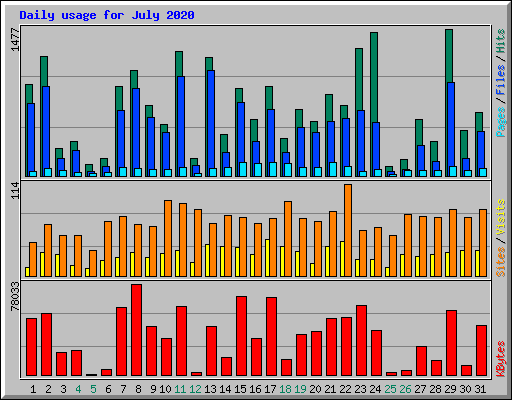 Daily usage for July 2020
1477
Pages / Files / Hits
114
Sites / Visits
78033
KBytes
1 2 3 4 5 6 7 8 9 10 11 12 13 14 15 16 17 18 19 20 21 22 23 24 25 26 27 28 29 30 31